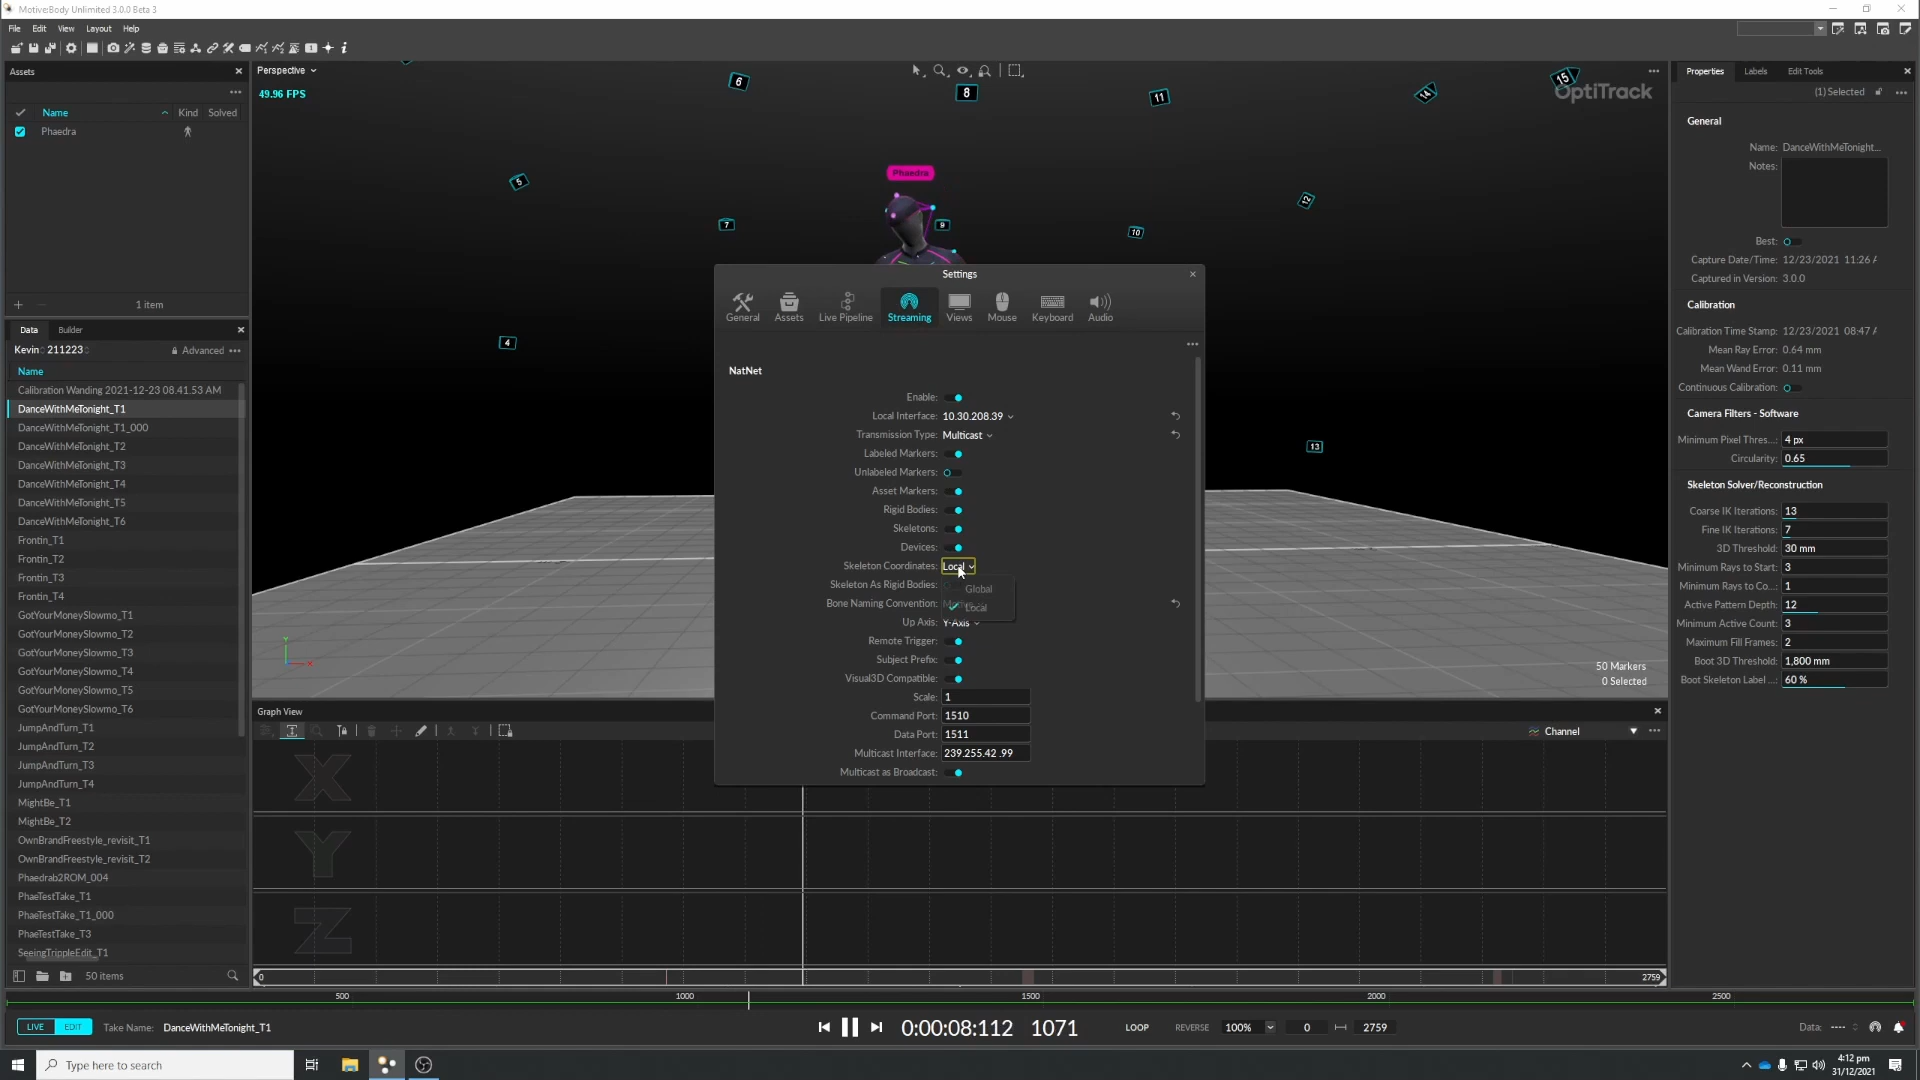 Motive:Body Unlimited 3.0.0 Beta 3
File Edit View Layout Help
Assets
Name Kind Solved
Phaedra
1 item
Data Builder
Kevin 211223 Advanced
Name
Calibration Wanding 2021-12-23 08.41.53 AM
DanceWithMeTonight_T1
DanceWithMeTonight_T1_000
DanceWithMeTonight_T2
DanceWithMeTonight_T3
DanceWithMeTonight_T4
DanceWithMeTonight_T5
DanceWithMeTonight_T6
Frontin_T1
Frontin_T2
Frontin_T3
Frontin_T4
GotYourMoneySlowmo_T1
GotYourMoneySlowmo_T2
GotYourMoneySlowmo_T3
GotYourMoneySlowmo_T4
GotYourMoneySlowmo_T5
GotYourMoneySlowmo_T6
JumpAndTurn_T1
JumpAndTurn_T2
JumpAndTurn_T3
JumpAndTurn_T4
MightBe_T1
MightBe_T2
OwnBrandFreestyle_revisit_T1
OwnBrandFreestyle_revisit_T2
Phaedrab2ROM_004
PhaeTestTake_T1
PhaeTestTake_T1_000
PhaeTestTake_T3
SeeingTrippleEdit_T1
50 items
Perspective
49.96 FPS
6
8
11
14
15
OptiTrack
5
Phaedra
12
7
9
10
4
13
Y
X
50 Markers
0 Selected
Settings
General Assets Live Pipeline Streaming Views Mouse Keyboard Audio
NatNet
Enable:
Local Interface: 10.30.208.39
Transmission Type: Multicast
Labeled Markers:
Unlabeled Markers:
Asset Markers:
Rigid Bodies:
Skeletons:
Devices:
Skeleton Coordinates: Local
Global
Local
Skeleton As Rigid Bodies:
Bone Naming Convention:
Up Axis: Y-Axis
Remote Trigger:
Subject Prefix:
Visual3D Compatible:
Scale: 1
Command Port: 1510
Data Port: 1511
Multicast Interface: 239.255.42 .99
Multicast as Broadcast:
Graph View
Channel
X
Y
Z
0 2759
500 1000 1500 2000 2500
LIVE EDIT Take Name: DanceWithMeTonight_T1
0:00:08:112 1071 LOOP REVERSE 100% 0 2759
Data: ----
Properties Labels Edit Tools
(1) Selected
General
Name: DanceWithMeTonight...
Notes:
Best:
Capture Date/Time: 12/23/2021 11:26
Captured in Version: 3.0.0
Calibration
Calibration Time Stamp: 12/23/2021 08:47
Mean Ray Error: 0.64 mm
Mean Wand Error: 0.11 mm
Continuous Calibration:
Camera Filters - Software
Minimum Pixel Thres...: 4 px
Circularity: 0.65
Skeleton Solver/Reconstruction
Coarse IK Iterations: 13
Fine IK Iterations: 7
3D Threshold: 30 mm
Minimum Rays to Start: 3
Minimum Rays to Co...: 1
Active Pattern Depth: 12
Minimum Active Count: 3
Maximum Fill Frames: 2
Boot 3D Threshold: 1,800 mm
Boot Skeleton Label ...: 60 %
Type here to search
4:12 pm
31/12/2021